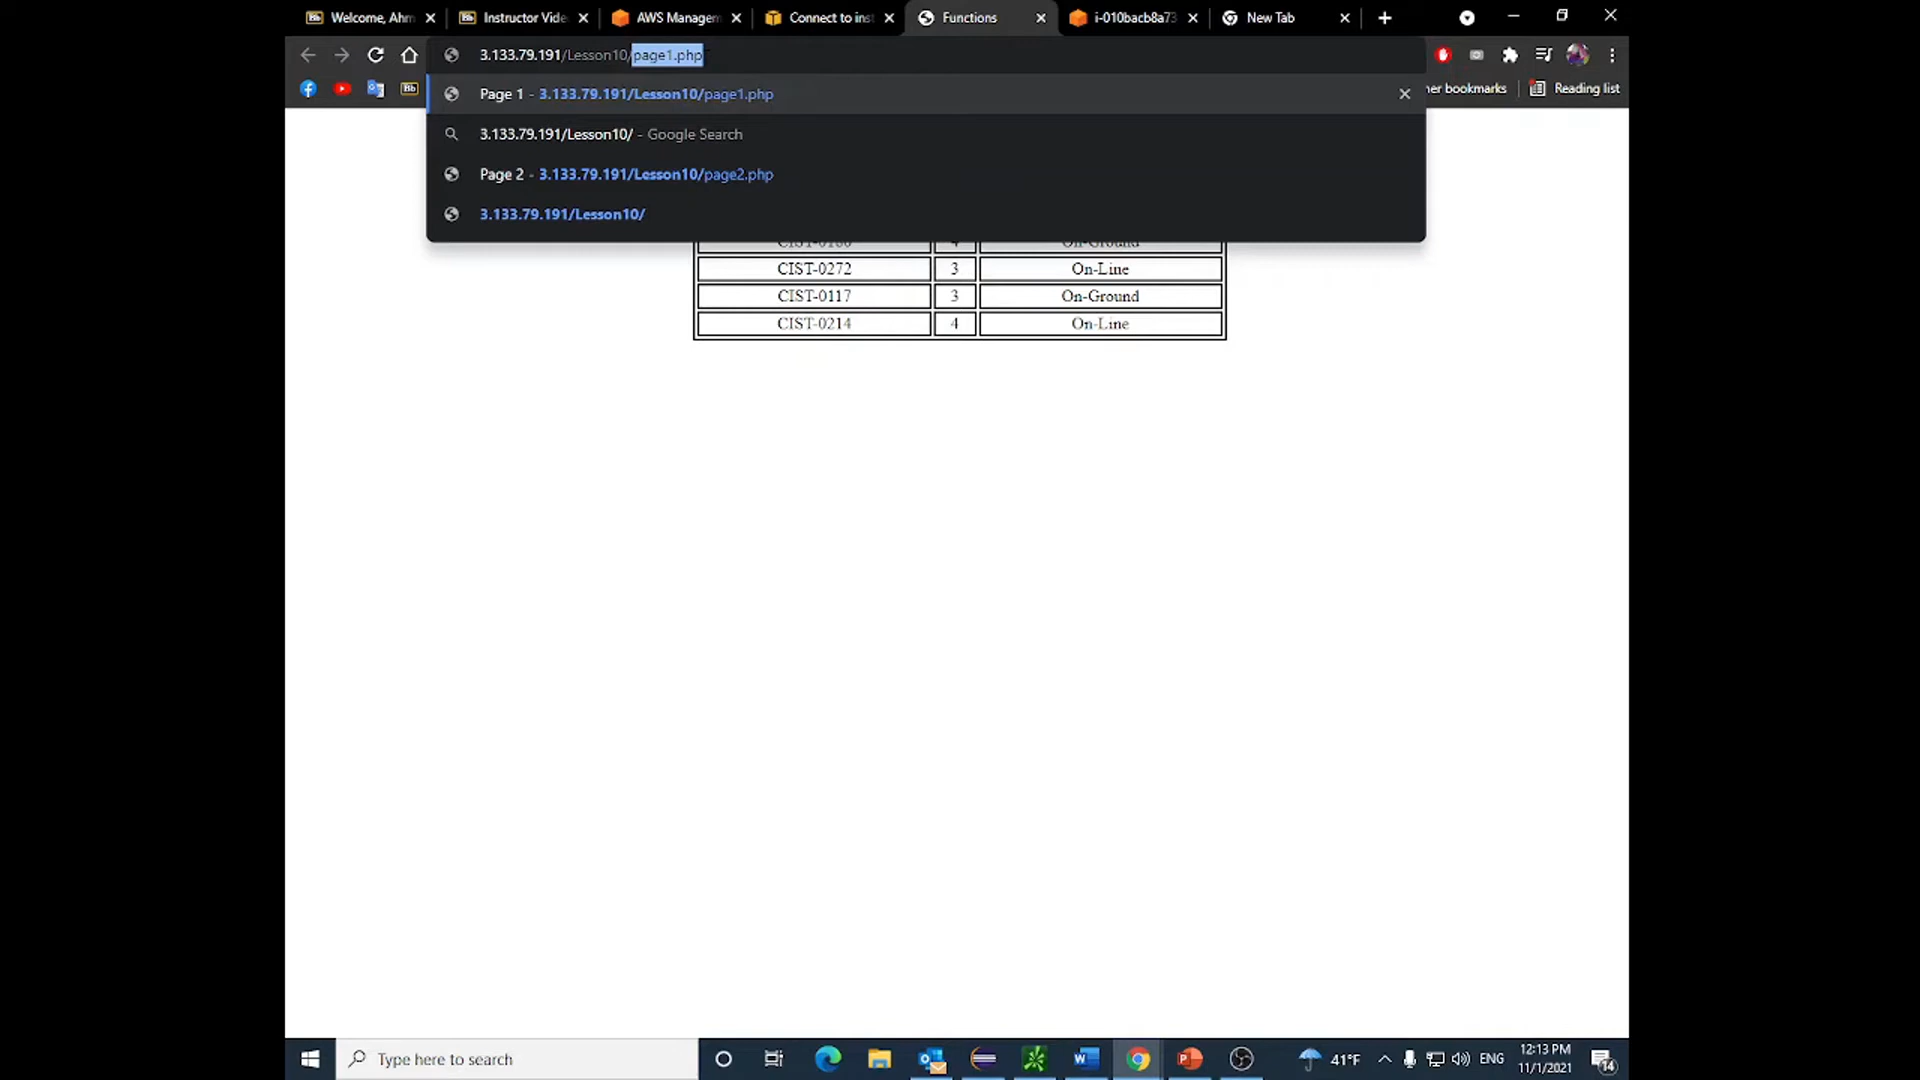 Welcome, Ahm
Instructor Vide
AWS Managem
Connect to inst
Functions
i-010bacb8a73
New Tab
3.133.79.191/Lesson10/page1.php
Bb
Page 1 - 3.133.79.191/Lesson10/page1.php
er bookmarks
Reading list
3.133.79.191/Lesson10/ - Google Search
Page 2 - 3.133.79.191/Lesson10/page2.php
3.133.79.191/Lesson10/
CIST-0272 3 On-Line
CIST-0117 3 On-Ground
CIST-0214 4 On-Line
Type here to search
41°F
ENG
12:13 PM
11/1/2021
14